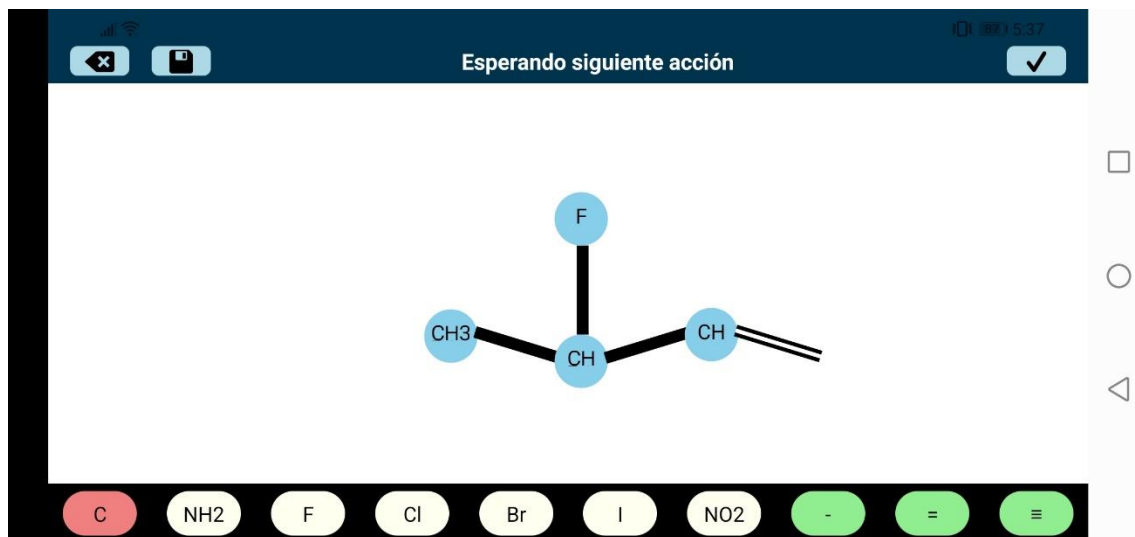 5:37
Esperando siguiente acción
F
CH3
CH
CH
C
NH2
F
Cl
Br
I
NO2
-
=
≡